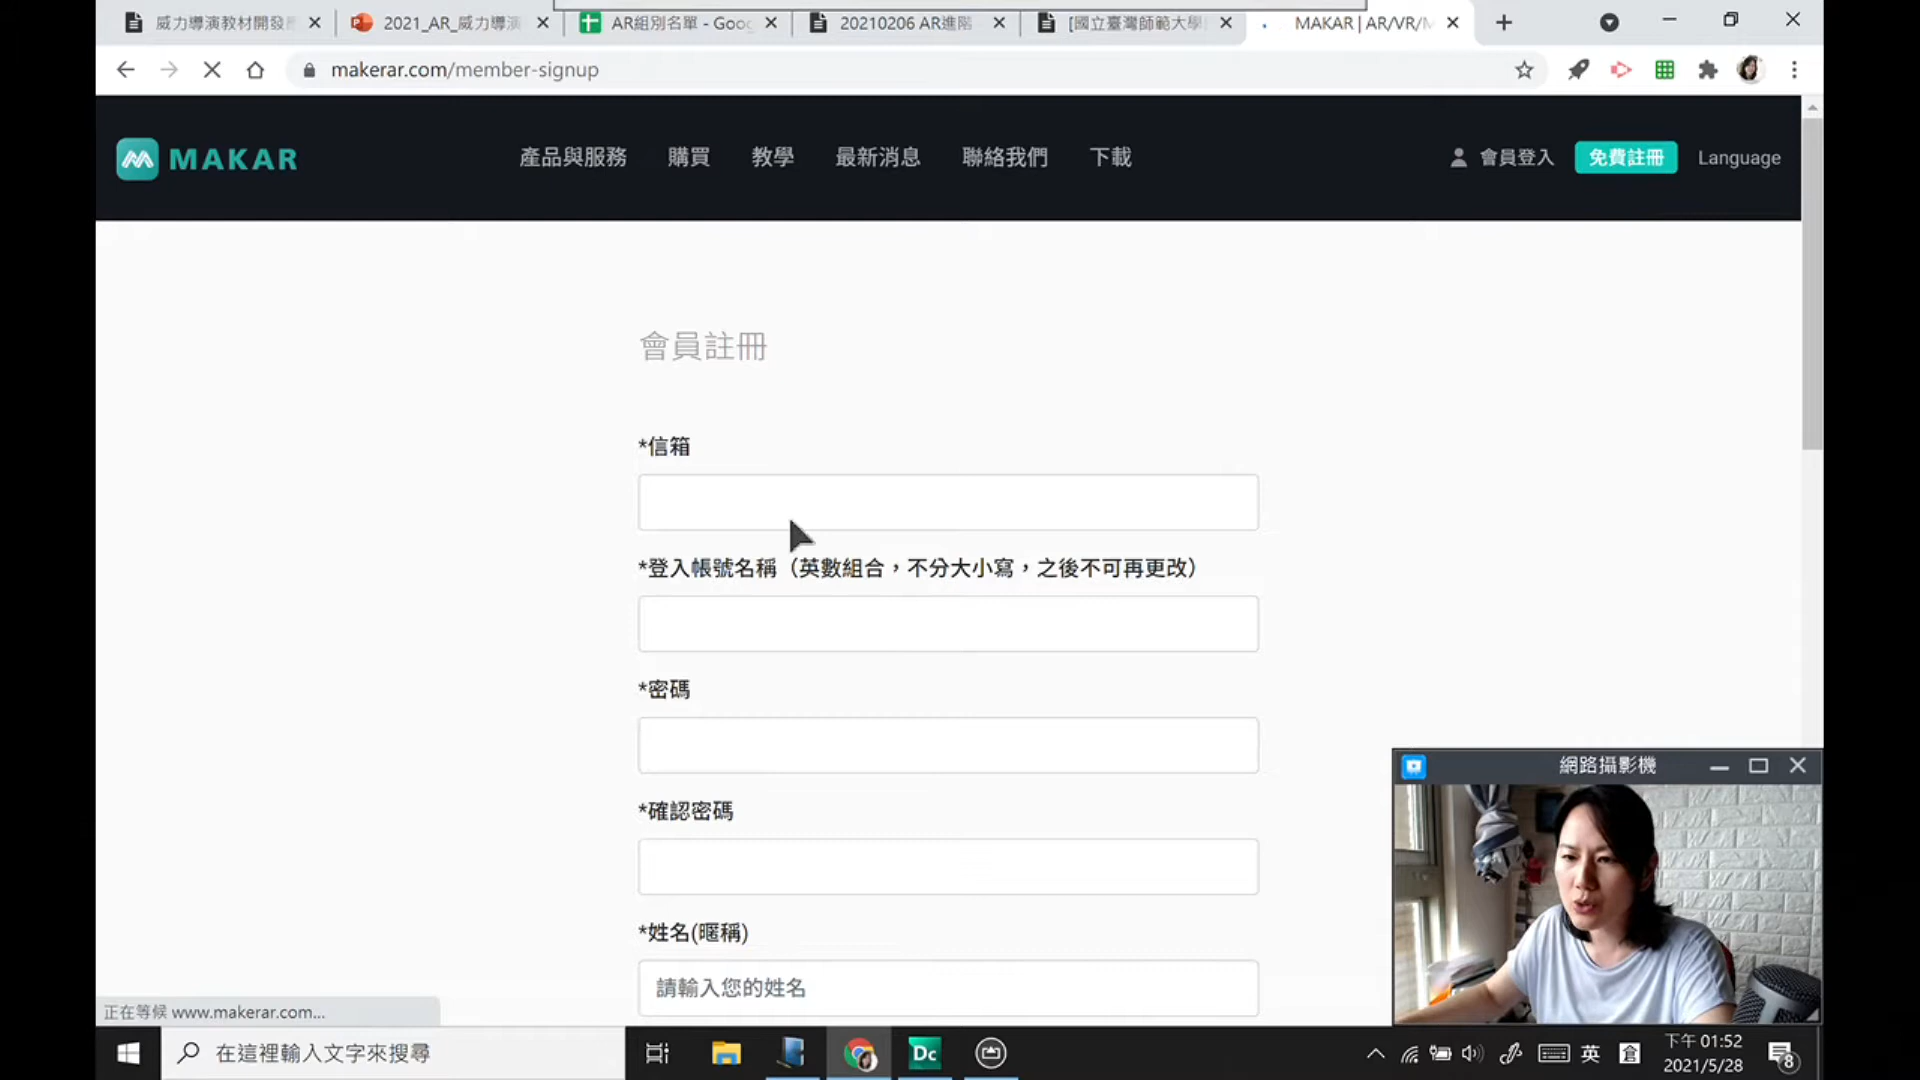 威力導演教材開發
2021_AR_威力導演
AR組別名單 - Goog
20210206 AR進階
[國立臺灣師範大學
MAKAR | AR/VR/M
makerar.com/member-signup
MAKAR
產品與服務
購買
教學
最新消息
聯絡我們
下載
會員登入
免費註冊
Language
會員註冊
*信箱
*登入帳號名稱（英數組合，不分大小寫，之後不可再更改）
*密碼
*確認密碼
*姓名(暱稱)
請輸入您的姓名
網路攝影機
正在等候 www.makerar.com...
在這裡輸入文字來搜尋
Dc
英
倉
下午 01:52
2021/5/28
8